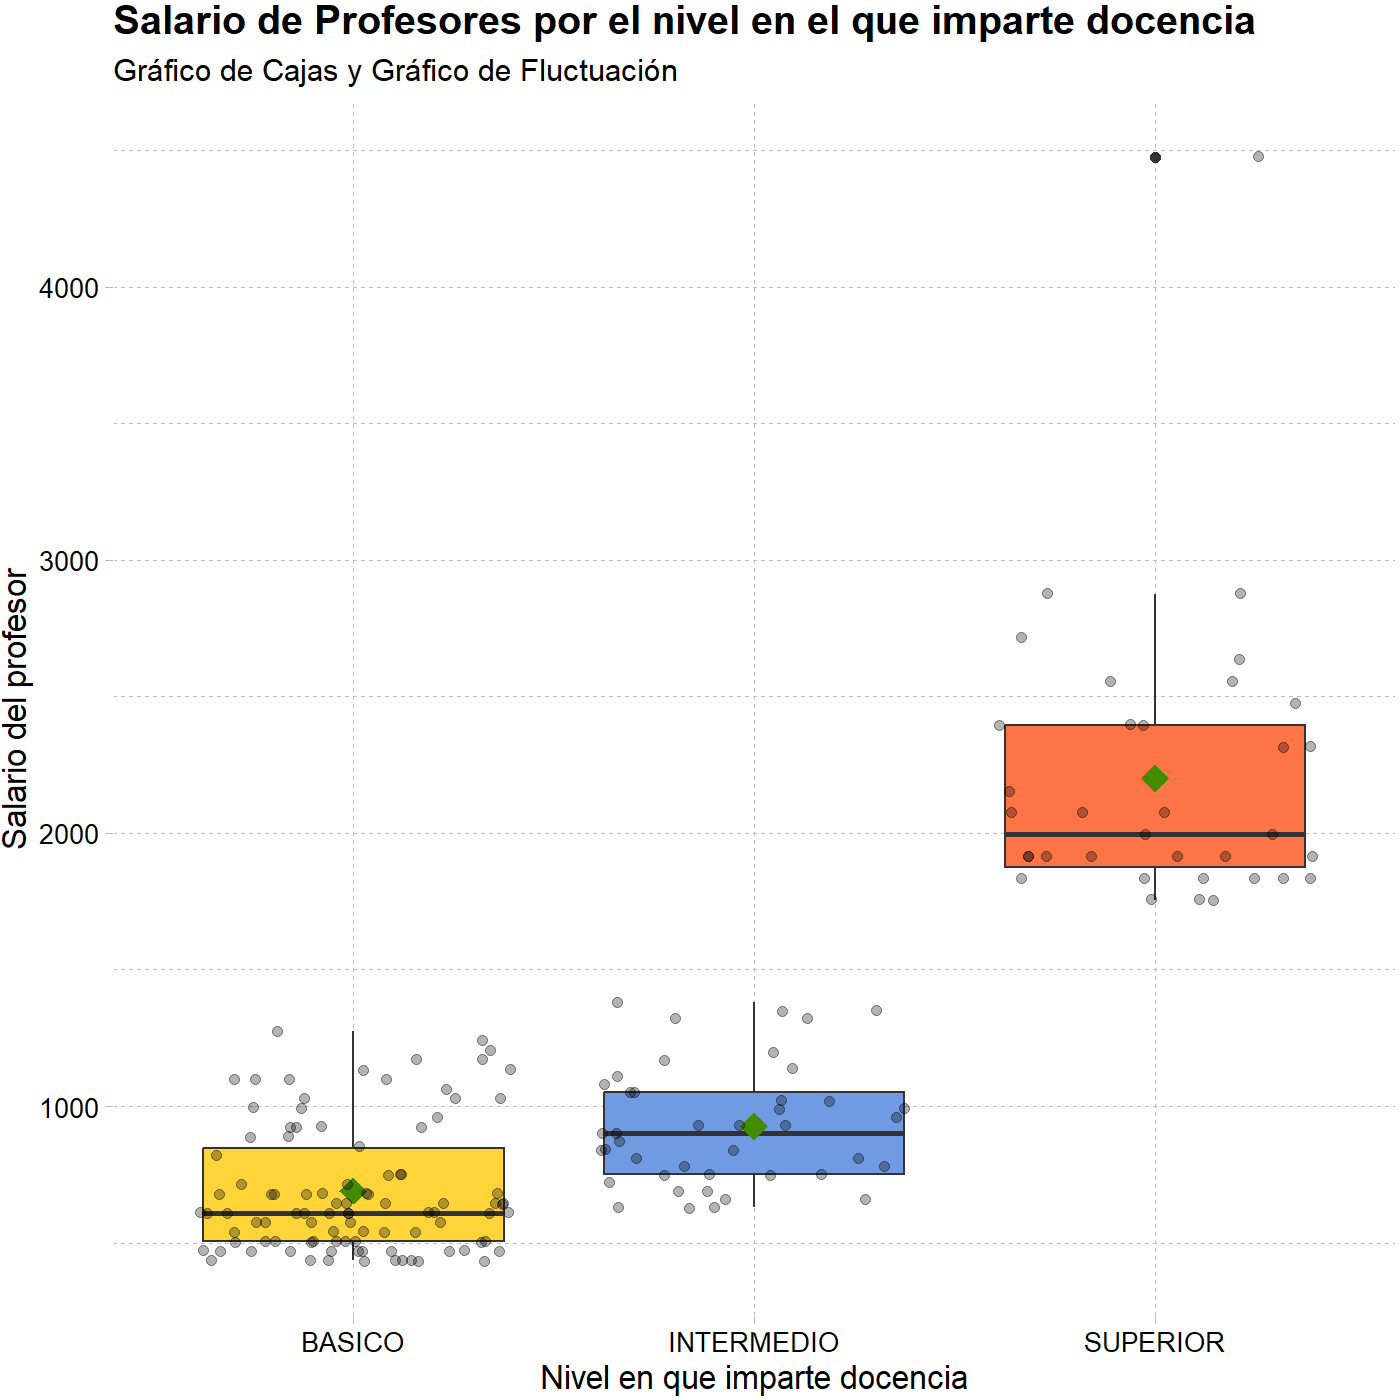 Salario de Profesores por el nivel en el que imparte docencia
Gráfico de Cajas y Gráfico de Fluctuación
Salario del profesor
4000
3000
2000
1000
BASICO
INTERMEDIO
SUPERIOR
Nivel en que imparte docencia